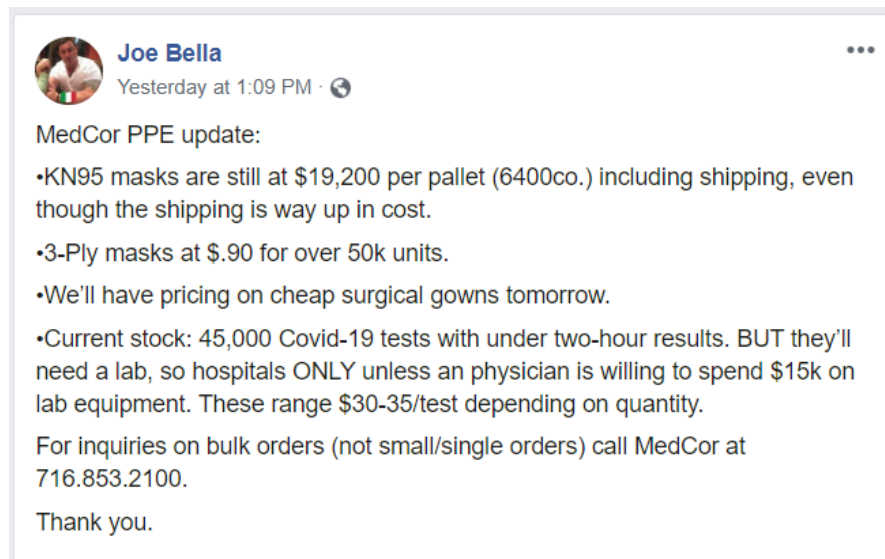 Joe Bella
Yesterday at 1:09 PM ·
MedCor PPE update:
•KN95 masks are still at $19,200 per pallet (6400co.) including shipping, even
though the shipping is way up in cost.
•3-Ply masks at $.90 for over 50k units.
•We’ll have pricing on cheap surgical gowns tomorrow.
•Current stock: 45,000 Covid-19 tests with under two-hour results. BUT they’ll
need a lab, so hospitals ONLY unless an physician is willing to spend $15k on
lab equipment. These range $30-35/test depending on quantity.
For inquiries on bulk orders (not small/single orders) call MedCor at
716.853.2100.
Thank you.